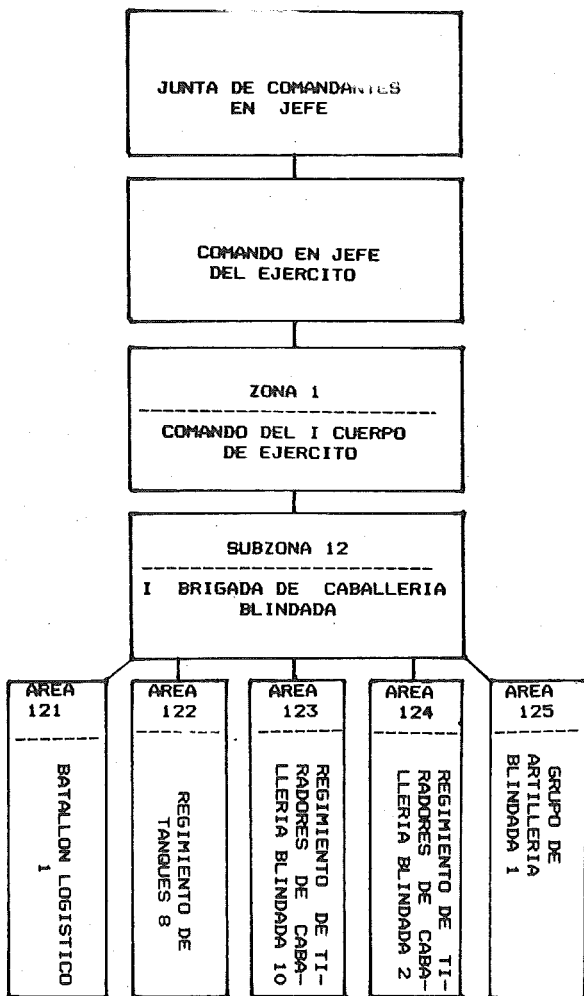 JUNTA DE COMANDANTES
EN JEFE
COMANDO EN JEFE
DEL EJERCITO
ZONA 1
COMANDO DEL I CUERPO
DE EJERCITO
SUBZONA 12
I BRIGADA DE CABALLERIA
BLINDADA
AREA
121
BATALLON LOGISTICO
1
AREA
122
REGIMIENTO DE
TANQUES 8
AREA
123
REGIMIENTO DE TI-
RADORES DE CABA-
LLERIA BLINDADA 10
AREA
124
REGIMIENTO DE TI-
RADORES DE CABA-
LLERIA BLINDADA 2
AREA
125
GRUPO DE
ARTILLERIA
BLINDADA 1